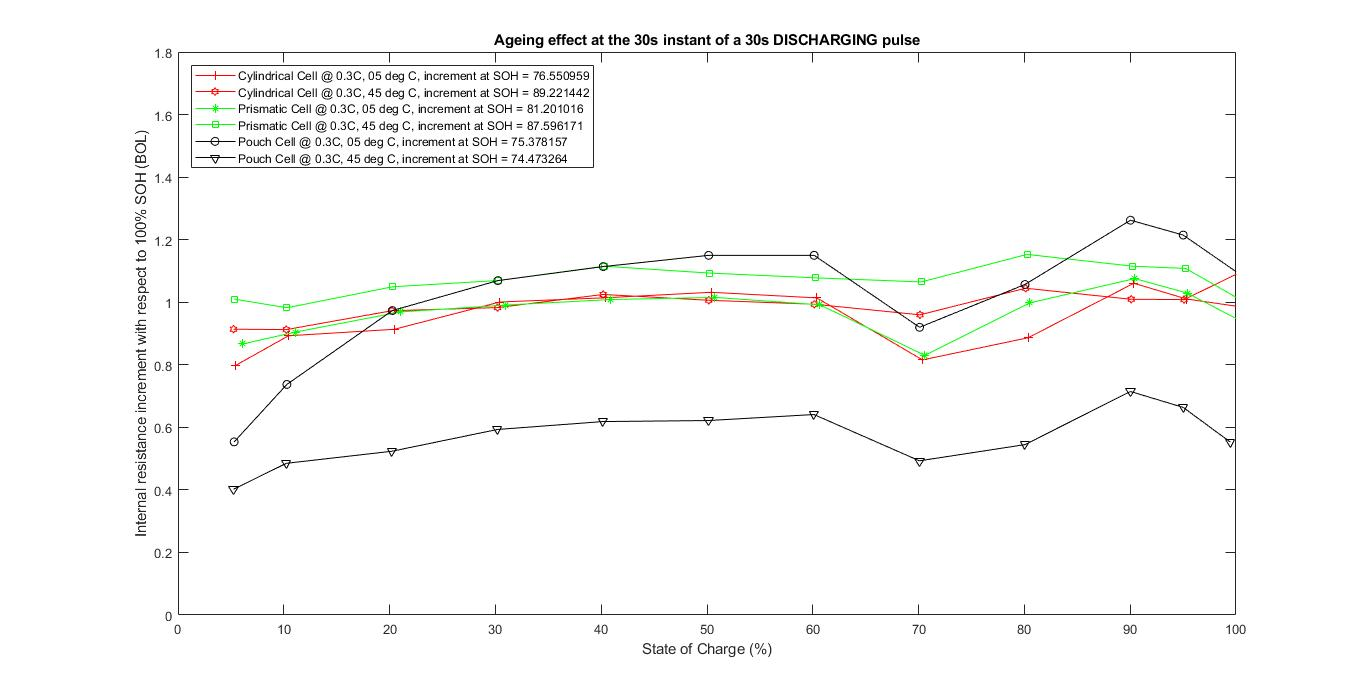 Ageing effect at the 30s instant of a 30s DISCHARGING pulse
Cylindrical Cell @ 0.3C, 05 deg C, increment at SOH = 76.550959
Cylindrical Cell @ 0.3C, 45 deg C, increment at SOH = 89.221442
Prismatic Cell @ 0.3C, 05 deg C, increment at SOH = 81.201016
Prismatic Cell @ 0.3C, 45 deg C, increment at SOH = 87.596171
Pouch Cell @ 0.3C, 05 deg C, increment at SOH = 75.378157
Pouch Cell @ 0.3C, 45 deg C, increment at SOH = 74.473264
Internal resistance increment with respect to 100% SOH (BOL)
1.8
1.6
1.4
1.2
1
0.8
0.6
0.4
0.2
0
0 10 20 30 40 50 60 70 80 90 100
State of Charge (%)